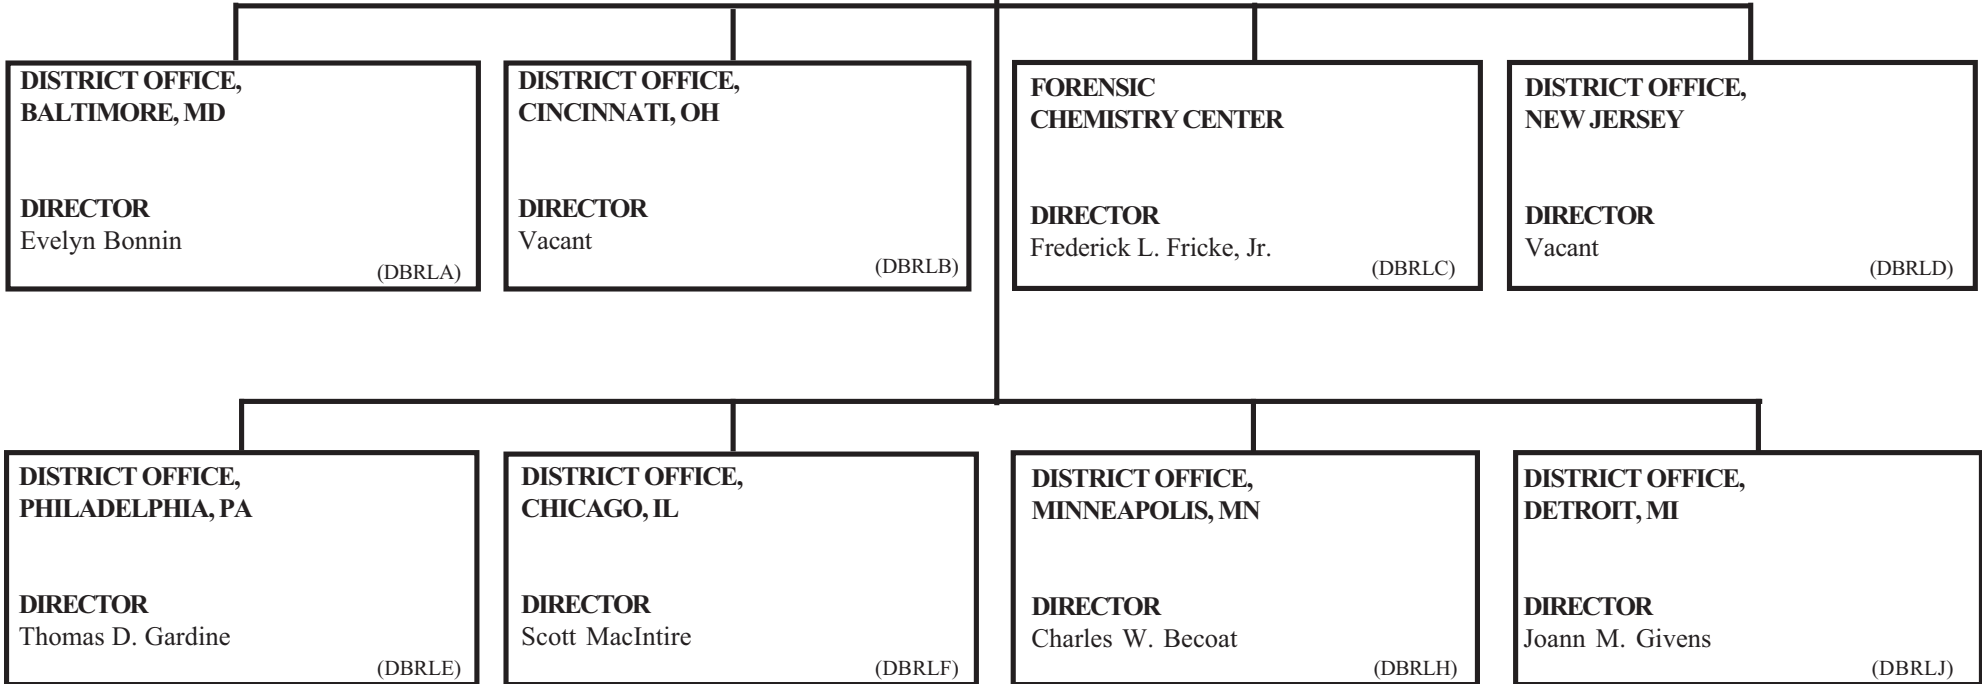 DISTRICT OFFICE,
BALTIMORE, MD
DIRECTOR
Evelyn Bonnin
(DBRLA)
DISTRICT OFFICE,
CINCINNATI, OH
DIRECTOR
Vacant
(DBRLB)
FORENSIC
CHEMISTRY CENTER
DIRECTOR
Frederick L. Fricke, Jr.
(DBRLC)
DISTRICT OFFICE,
NEW JERSEY
DIRECTOR
Vacant
(DBRLD)
DISTRICT OFFICE,
PHILADELPHIA, PA
DIRECTOR
Thomas D. Gardine
(DBRLE)
DISTRICT OFFICE,
CHICAGO, IL
DIRECTOR
Scott MacIntire
(DBRLF)
DISTRICT OFFICE,
MINNEAPOLIS, MN
DIRECTOR
Charles W. Becoat
(DBRLH)
DISTRICT OFFICE,
DETROIT, MI
DIRECTOR
Joann M. Givens
(DBRLJ)